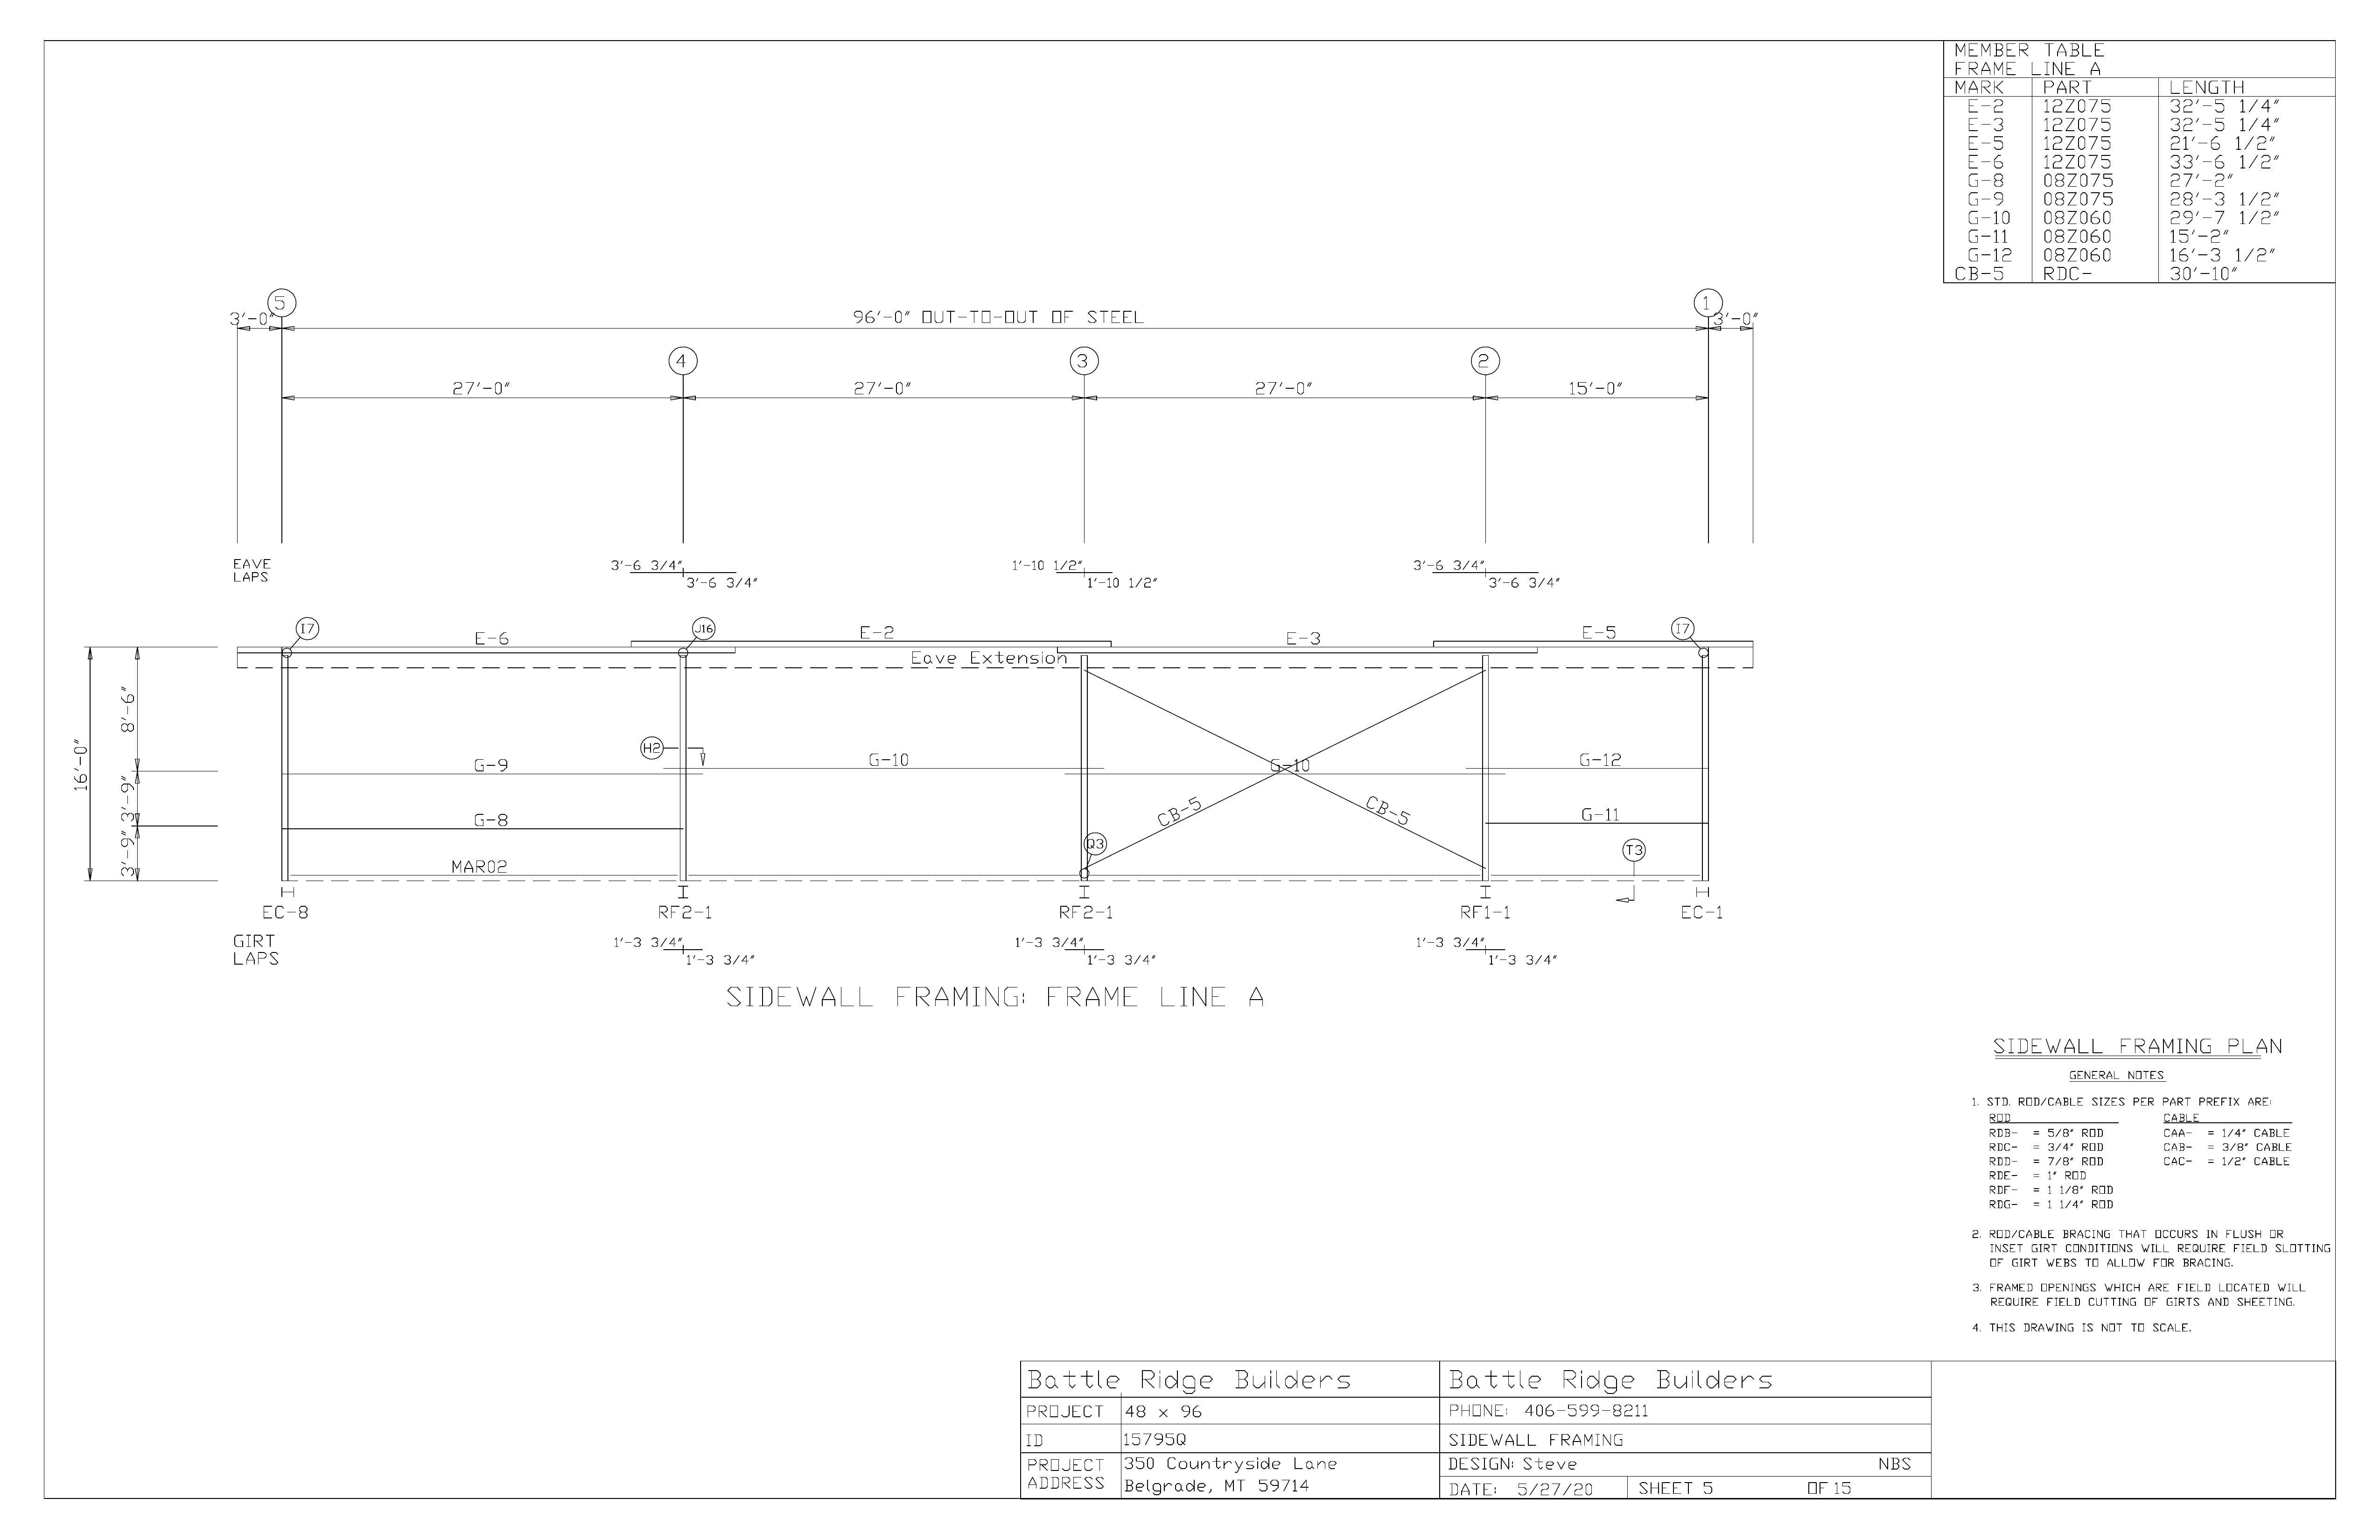 MEMBER TABLE
FRAME LINE A
MARK PART LENGTH
E-2 12Z075 32'-5 1/4"
E-3 12Z075 32'-5 1/4"
E-5 12Z075 21'-6 1/2"
E-6 12Z075 33'-6 1/2"
G-8 08Z075 27'-2"
G-9 08Z075 28'-3 1/2"
G-10 08Z060 29'-7 1/2"
G-11 08Z060 15'-2"
G-12 08Z060 16'-3 1/2"
CB-5 RDC- 30'-10"
5 1
3'-0" 96'-0" OUT-TO-OUT OF STEEL 3'-0"
4 3 2
27'-0" 27'-0" 27'-0" 15'-0"
EAVE
LAPS
3'-6 3/4" 1'-10 1/2" 3'-6 3/4"
3'-6 3/4" 1'-10 1/2" 3'-6 3/4"
I7 J16 I7
E-6 E-2 E-3 E-5
Eave Extension
16'-0"
8'-6"
3'-9"
3'-9"
H2
G-9 G-10 G-10 G-12
CB-5 CB-5
G-8 G-11
Q3 T3
MAR02
EC-8 RF2-1 RF2-1 RF1-1 EC-1
GIRT
LAPS
1'-3 3/4" 1'-3 3/4" 1'-3 3/4"
1'-3 3/4" 1'-3 3/4" 1'-3 3/4"
SIDEWALL FRAMING: FRAME LINE A
SIDEWALL FRAMING PLAN
GENERAL NOTES
1. STD. ROD/CABLE SIZES PER PART PREFIX ARE:
ROD CABLE
RDB- = 5/8" ROD CAA- = 1/4" CABLE
RDC- = 3/4" ROD CAB- = 3/8" CABLE
RDD- = 7/8" ROD CAC- = 1/2" CABLE
RDE- = 1" ROD
RDF- = 1 1/8" ROD
RDG- = 1 1/4" ROD
2. ROD/CABLE BRACING THAT OCCURS IN FLUSH OR
INSET GIRT CONDITIONS WILL REQUIRE FIELD SLOTTING
OF GIRT WEBS TO ALLOW FOR BRACING.
3. FRAMED OPENINGS WHICH ARE FIELD LOCATED WILL
REQUIRE FIELD CUTTING OF GIRTS AND SHEETING.
4. THIS DRAWING IS NOT TO SCALE.
Battle Ridge Builders
PROJECT 48 x 96
ID 15795Q
PROJECT ADDRESS 350 Countryside Lane
Belgrade, MT 59714
Battle Ridge Builders
PHONE: 406-599-8211
SIDEWALL FRAMING
DESIGN: Steve NBS
DATE: 5/27/20 SHEET 5 OF 15